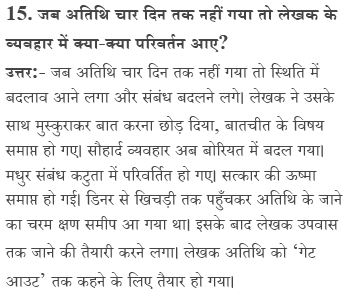 15. जब अतिथि चार दिन तक नहीं गया तो लेखक के
व्यवहार में क्या-क्या परिवर्तन आए?
उत्तर:- जब अतिथि चार दिन तक नहीं गया तो स्थिति में
बदलाव आने लगा और संबंध बदलने लगे। लेखक ने उसके
साथ मुस्कुराकर बात करना छोड़ दिया, बातचीत के विषय
समाप्त हो गए। सौहार्द व्यवहार अब बोरियत में बदल गया।
मधुर संबंध कटुता में परिवर्तित हो गए। सत्कार की ऊष्मा
समाप्त हो गई। डिनर से खिचड़ी तक पहुँचकर अतिथि के जाने
का चरम क्षण समीप आ गया था। इसके बाद लेखक उपवास
तक जाने की तैयारी करने लगा। लेखक अतिथि को ‘गेट
आउट’ तक कहने के लिए तैयार हो गया।